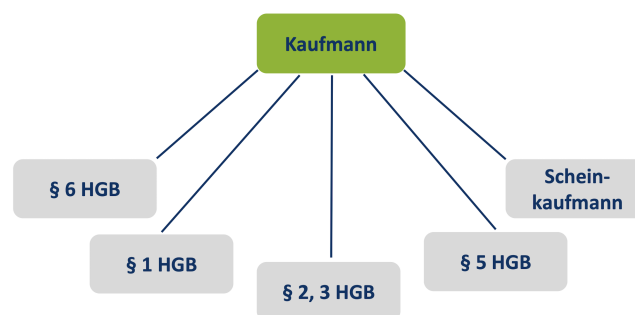 Kaufmann
§ 6 HGB
§ 1 HGB
§ 2, 3 HGB
§ 5 HGB
Schein-
kaufmann